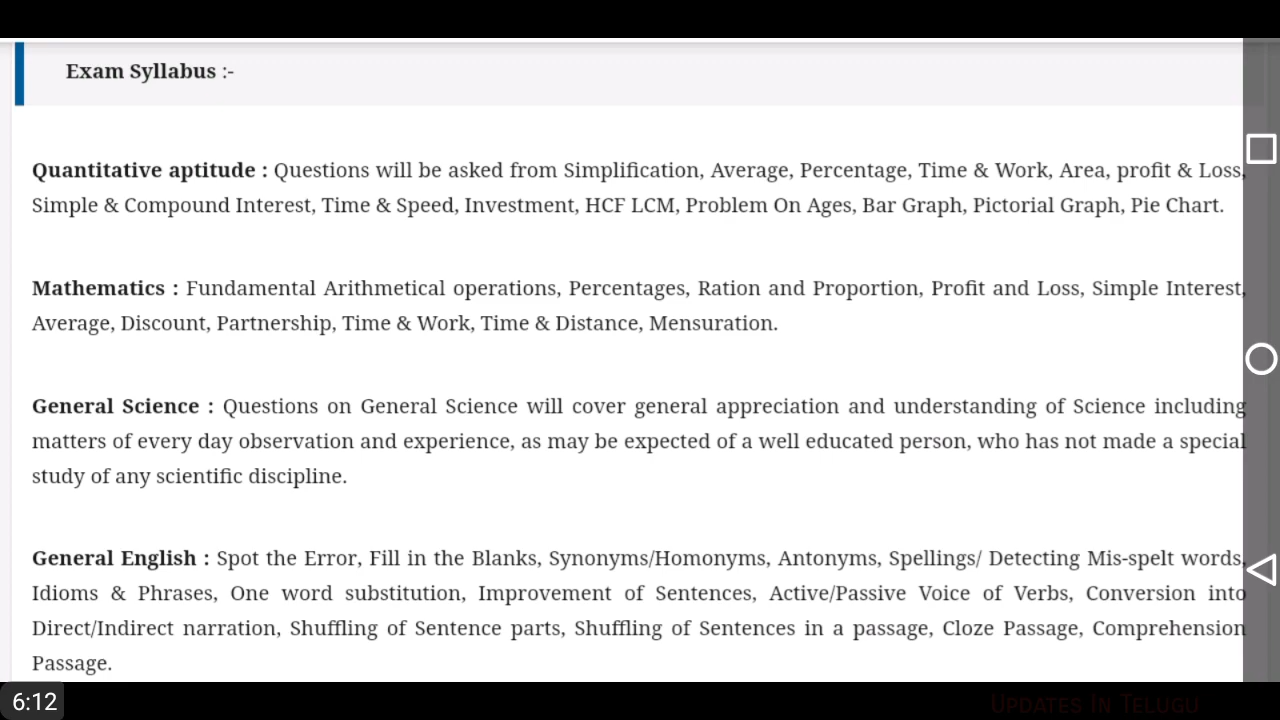 Exam Syllabus :-
Quantitative aptitude : Questions will be asked from Simplification, Average, Percentage, Time & Work, Area, profit & Loss,
Simple & Compound Interest, Time & Speed, Investment, HCF LCM, Problem On Ages, Bar Graph, Pictorial Graph, Pie Chart.
Mathematics : Fundamental Arithmetical operations, Percentages, Ration and Proportion, Profit and Loss, Simple Interest,
Average, Discount, Partnership, Time & Work, Time & Distance, Mensuration.
General Science : Questions on General Science will cover general appreciation and understanding of Science including
matters of every day observation and experience, as may be expected of a well educated person, who has not made a special
study of any scientific discipline.
General English : Spot the Error, Fill in the Blanks, Synonyms/Homonyms, Antonyms, Spellings/ Detecting Mis-spelt words,
Idioms & Phrases, One word substitution, Improvement of Sentences, Active/Passive Voice of Verbs, Conversion into
Direct/Indirect narration, Shuffling of Sentence parts, Shuffling of Sentences in a passage, Cloze Passage, Comprehension
Passage.
6:12
UPDATES IN TELUGU